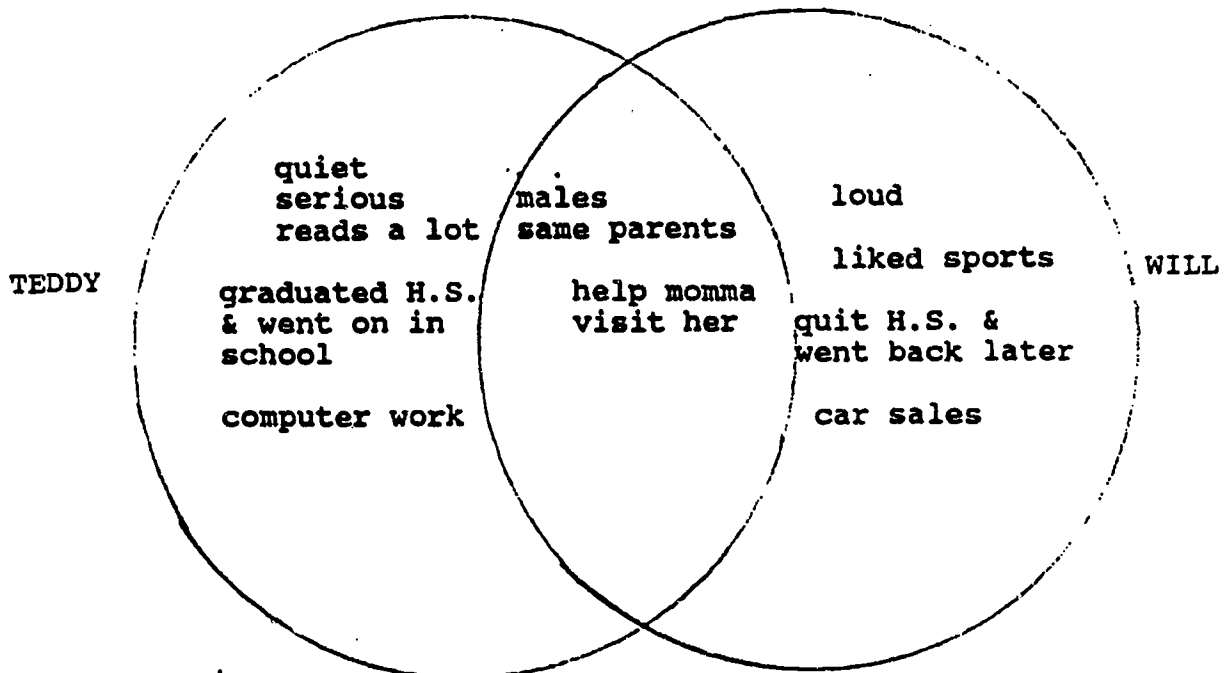 TEDDY
quiet
serious
reads a lot
graduated H.S.
& went on in
school
computer work
males
same parents
help momma
visit her
loud
liked sports
quit H.S. &
went back later
car sales
WILL